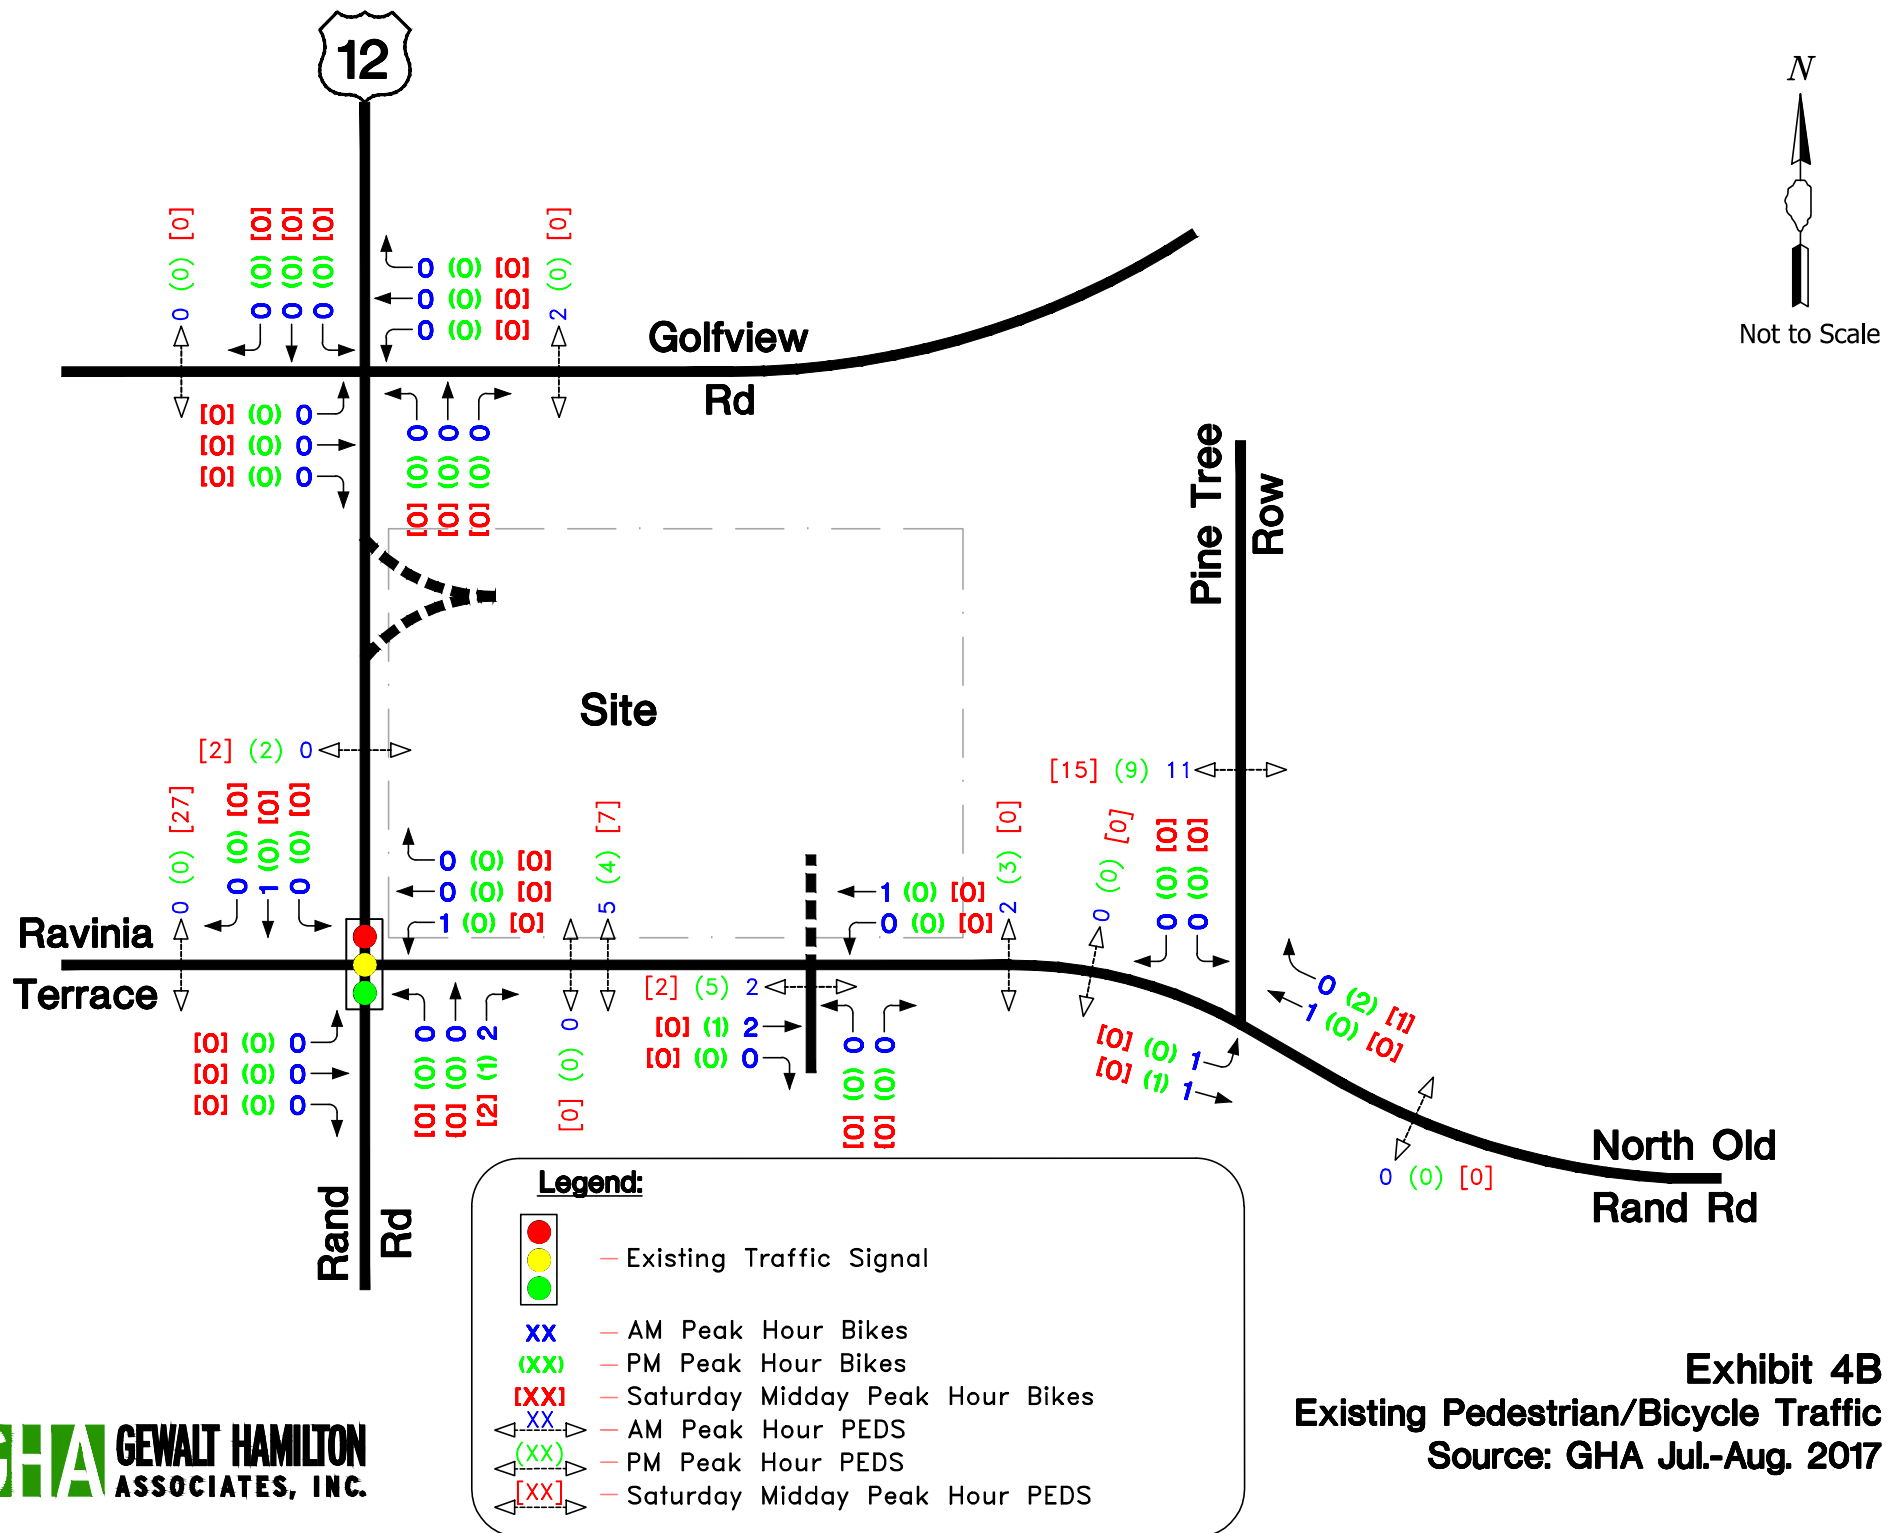 12
N
Not to Scale
0 (0) [0]
0 (0) [0]
0 (0) [0]
0 (0) [0]
0 (0) [0]
0 (0) [0]
0 (0) [0]
2 (0) [0]
Golfview
Rd
[0] (0) 0
[0] (0) 0
[0] (0) 0
[0] (0) 0
[0] (0) 0
[0] (0) 0
Pine Tree
Row
Site
[2] (2) 0
0 (0) [27]
0 (0) [0]
1 (0) [0]
0 (0) [0]
0 (0) [0]
0 (0) [0]
1 (0) [0]
5 (4) [7]
1 (0) [0]
0 (0) [0]
2 (3) [0]
[15] (9) 11
0 (0) [0]
0 (0) [0]
0 (0) [0]
Ravinia
Terrace
[0] (0) 0
[0] (0) 0
[0] (0) 0
[0] (0) 0
[0] (0) 0
[2] (1) 2
[0] (0) 0
[2] (5) 2
[0] (1) 2
[0] (0) 0
[0] (0) 0
[0] (0) 0
[0] (0) 1
[0] (1) 1
0 (2) [1]
1 (0) [0]
0 (0) [0]
North Old
Rand Rd
Rand
Rd
Legend:
Existing Traffic Signal
XX AM Peak Hour Bikes
(XX) PM Peak Hour Bikes
[XX] Saturday Midday Peak Hour Bikes
XX AM Peak Hour PEDS
(XX) PM Peak Hour PEDS
[XX] Saturday Midday Peak Hour PEDS
GHA GEWALT HAMILTON
ASSOCIATES, INC.
Exhibit 4B
Existing Pedestrian/Bicycle Traffic
Source: GHA Jul.-Aug. 2017